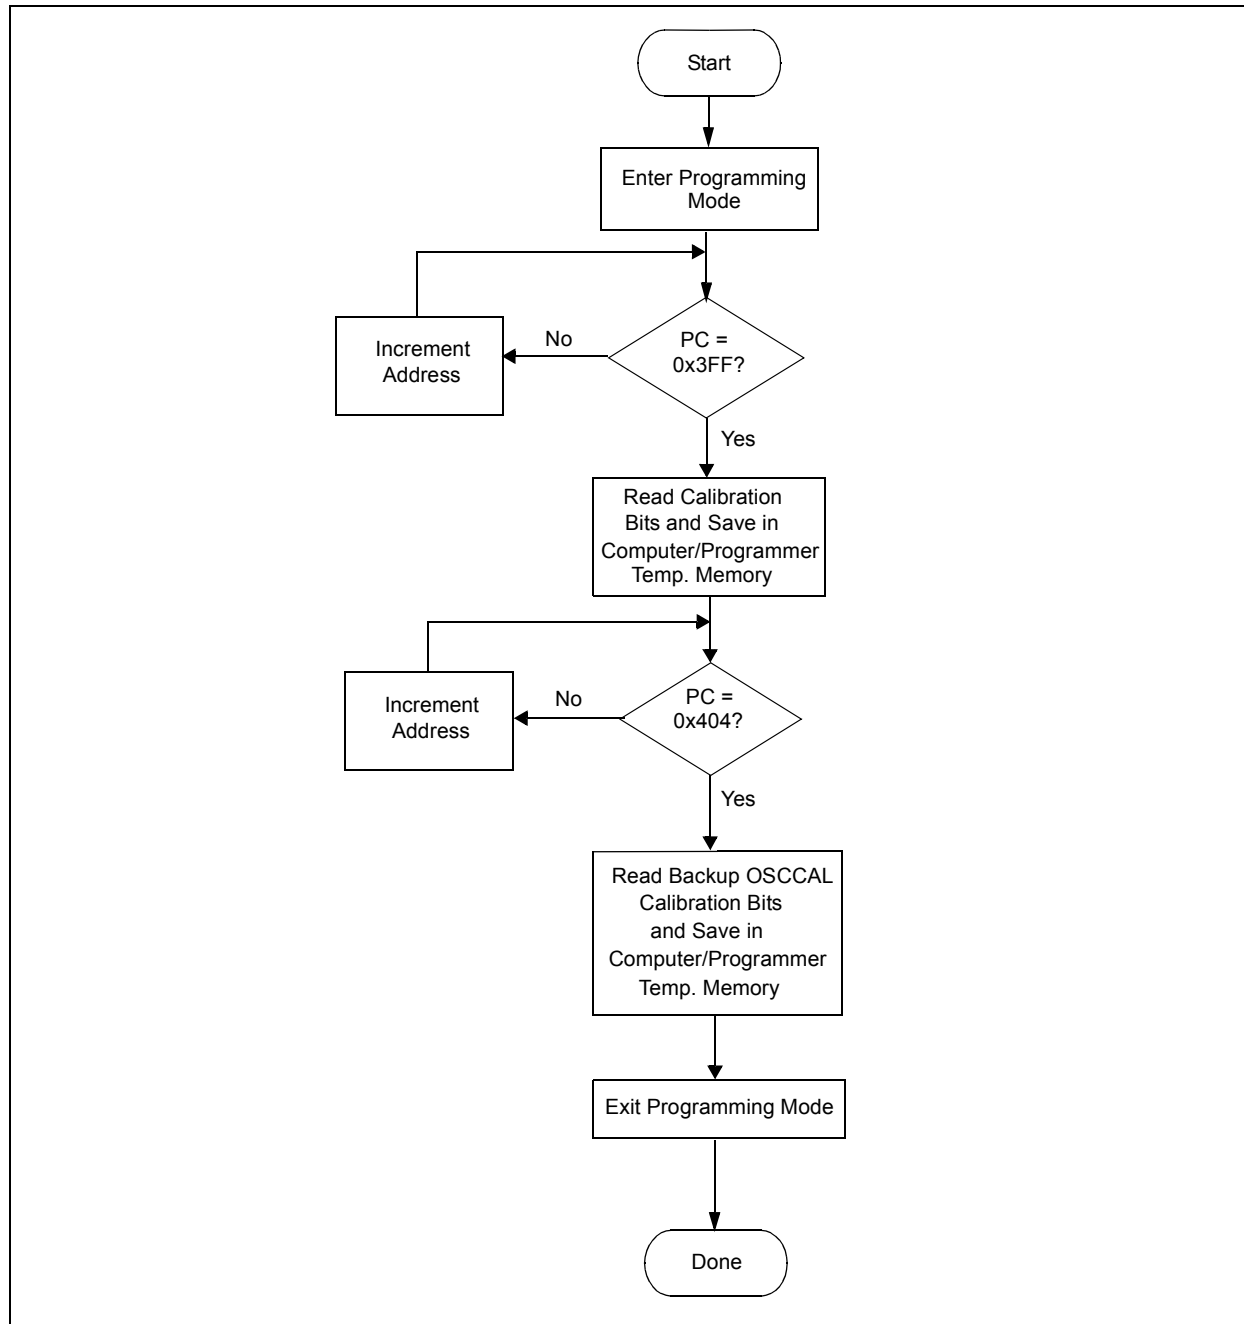 Start
Enter Programming
Mode
PC =
0x3FF?
No
Increment
Address
Yes
Read Calibration
Bits and Save in
Computer/Programmer
Temp. Memory
PC =
0x404?
No
Increment
Address
Yes
Read Backup OSCCAL
Calibration Bits
and Save in
Computer/Programmer
Temp. Memory
Exit Programming Mode
Done